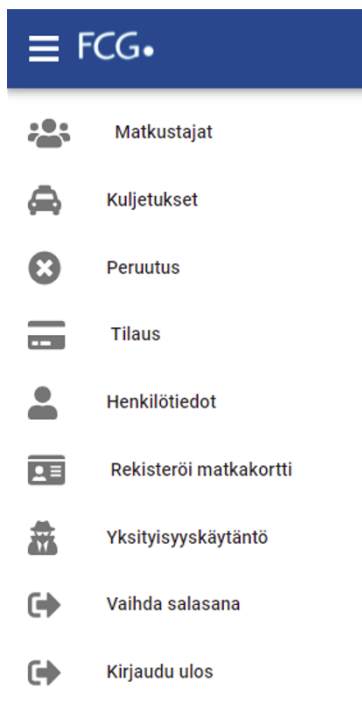 FCG•
Matkustajat
Kuljetukset
Peruutus
Tilaus
Henkilötiedot
Rekisteröi matkakortti
Yksityisyyskäytäntö
Vaihda salasana
Kirjaudu ulos